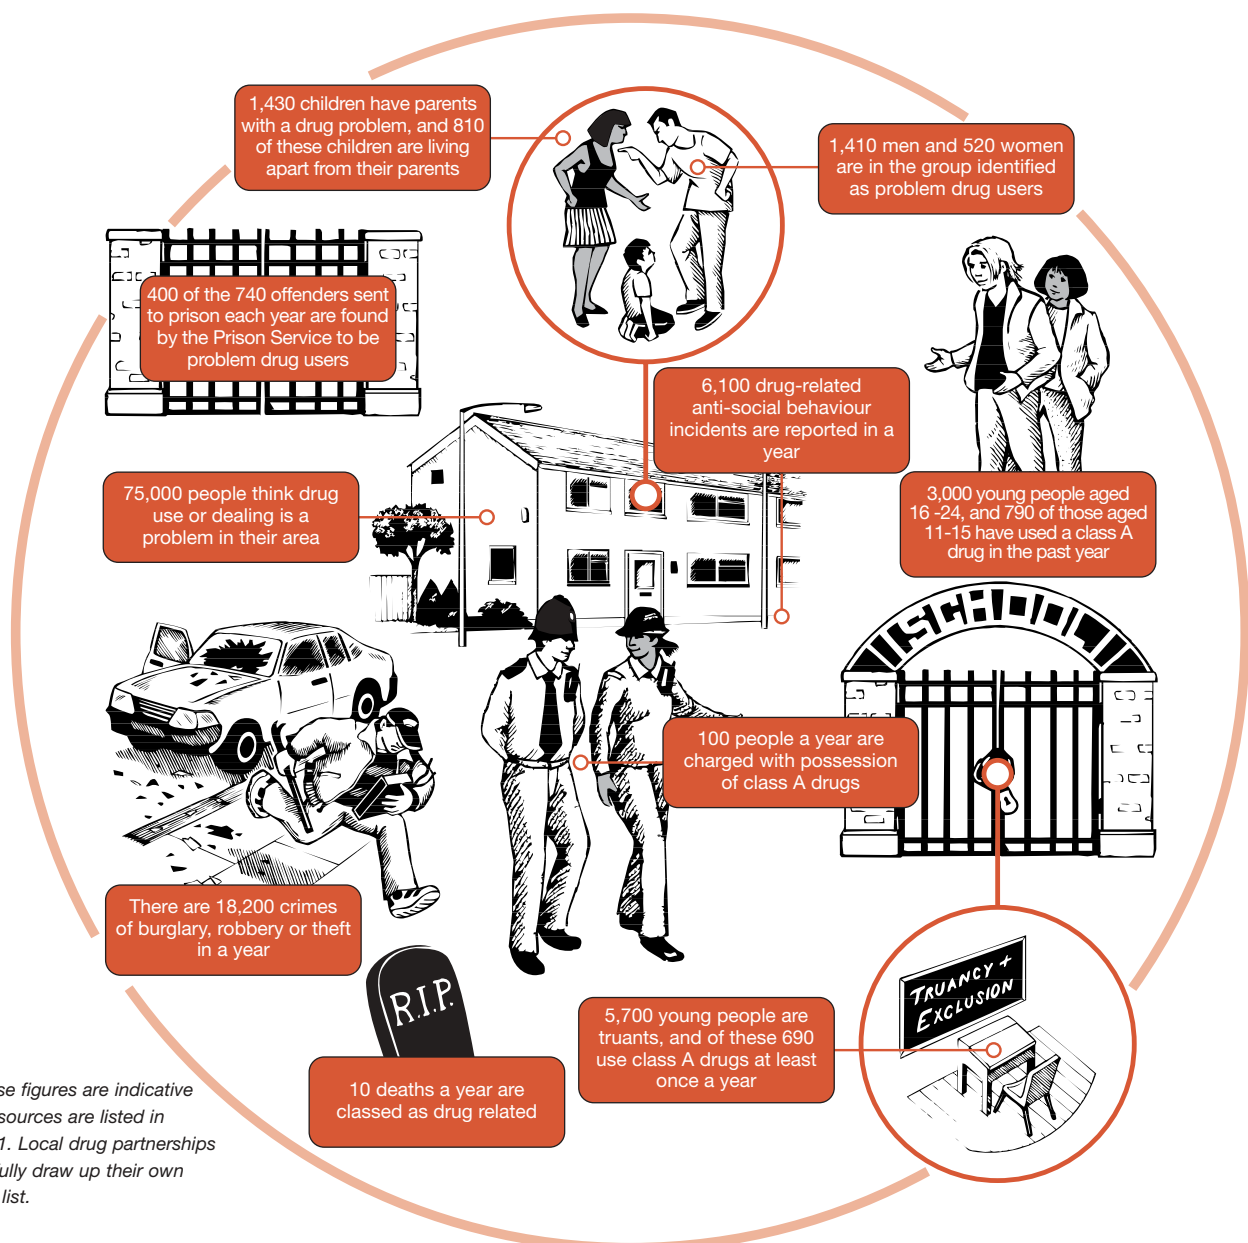 1,430 children have parents
with a drug problem, and 810
of these children are living
apart from their parents
1,410 men and 520 women
are in the group identified
as problem drug users
400 of the 740 offenders sent
to prison each year are found
by the Prison Service to be
problem drug users
6,100 drug-related
anti-social behaviour
incidents are reported in a
year
75,000 people think drug
use or dealing is a
problem in their area
3,000 young people aged
16 -24, and 790 of those aged
11-15 have used a class A
drug in the past year
SCHOOL
100 people a year are
charged with possession
of class A drugs
There are 18,200 crimes
of burglary, robbery or theft
in a year
R.I.P.
TRUANCY +
EXCLUSION
5,700 young people are
truants, and of these 690
use class A drugs at least
once a year
10 deaths a year are
classed as drug related
figures are indicative
sources are listed in
1. Local drug partnerships
draw up their own
list.